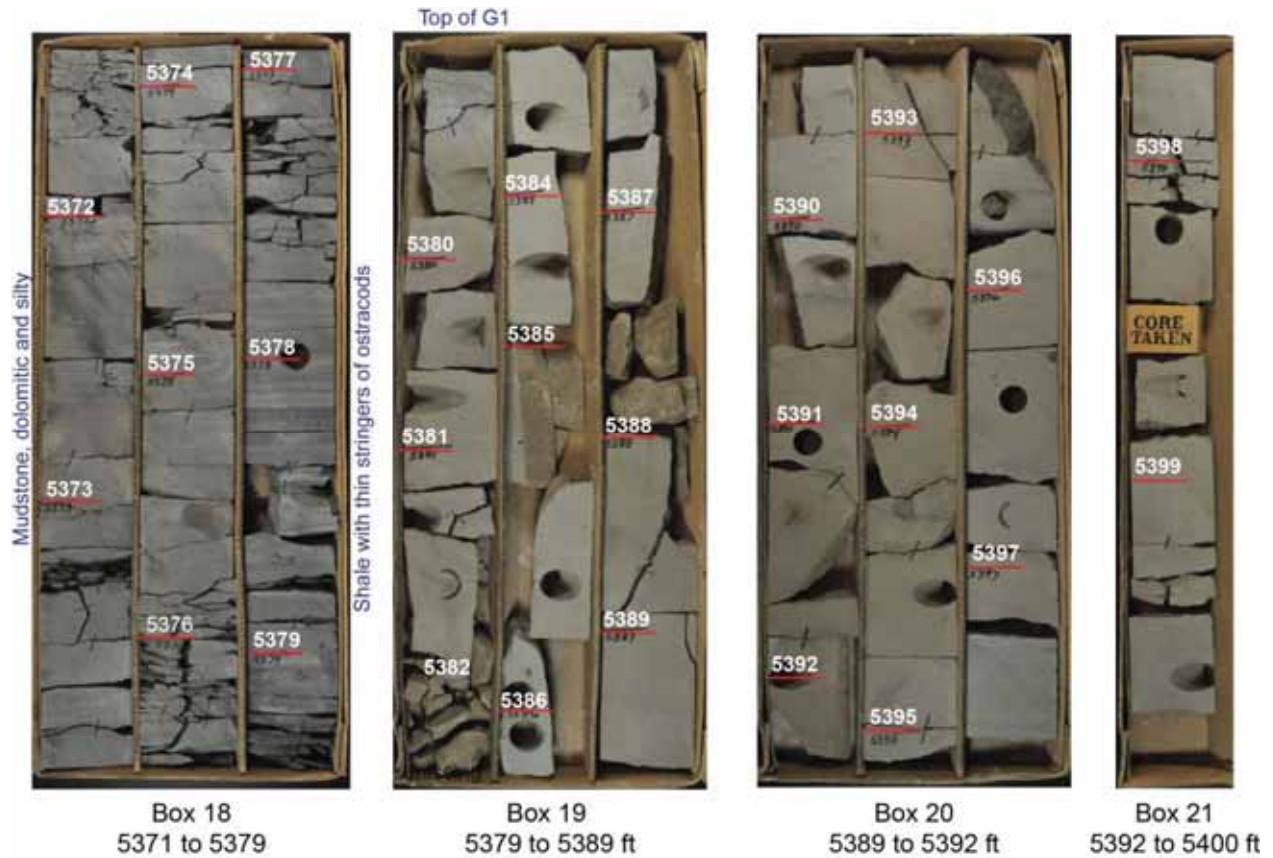 Top of G1
Mudstone, dolomitic and silty
5372
5373
5374
5375
5376
5377
5378
5379
Shale with thin stringers of ostracods
5380
5381
5382
5384
5385
5386
5387
5388
5389
5390
5391
5392
5393
5394
5395
5396
5397
5398
CORE
TAKEN
5399
Box 18
5371 to 5379
Box 19
5379 to 5389 ft
Box 20
5389 to 5392 ft
Box 21
5392 to 5400 ft